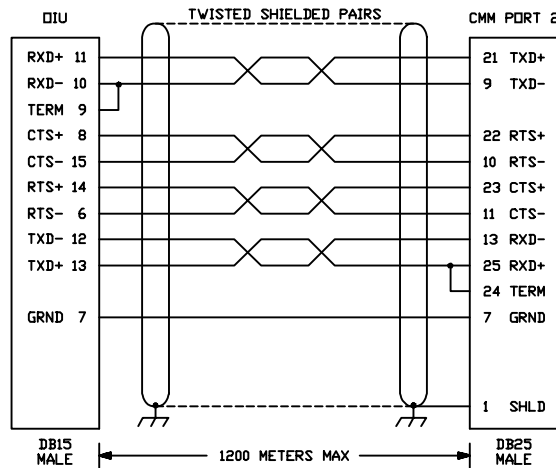 OIU TWISTED SHIELDED PAIRS CMM PORT 2
RXD+ 11 21 TXD+
RXD- 10 9 TXD-
TERM 9
CTS+ 8 22 RTS+
CTS- 15 10 RTS-
RTS+ 14 23 CTS+
RTS- 6 11 CTS-
TXD- 12 13 RXD-
TXD+ 13 25 RXD+
24 TERM
GRND 7 7 GRND
1 SHLD
DB15 DB25
MALE 1200 METERS MAX MALE